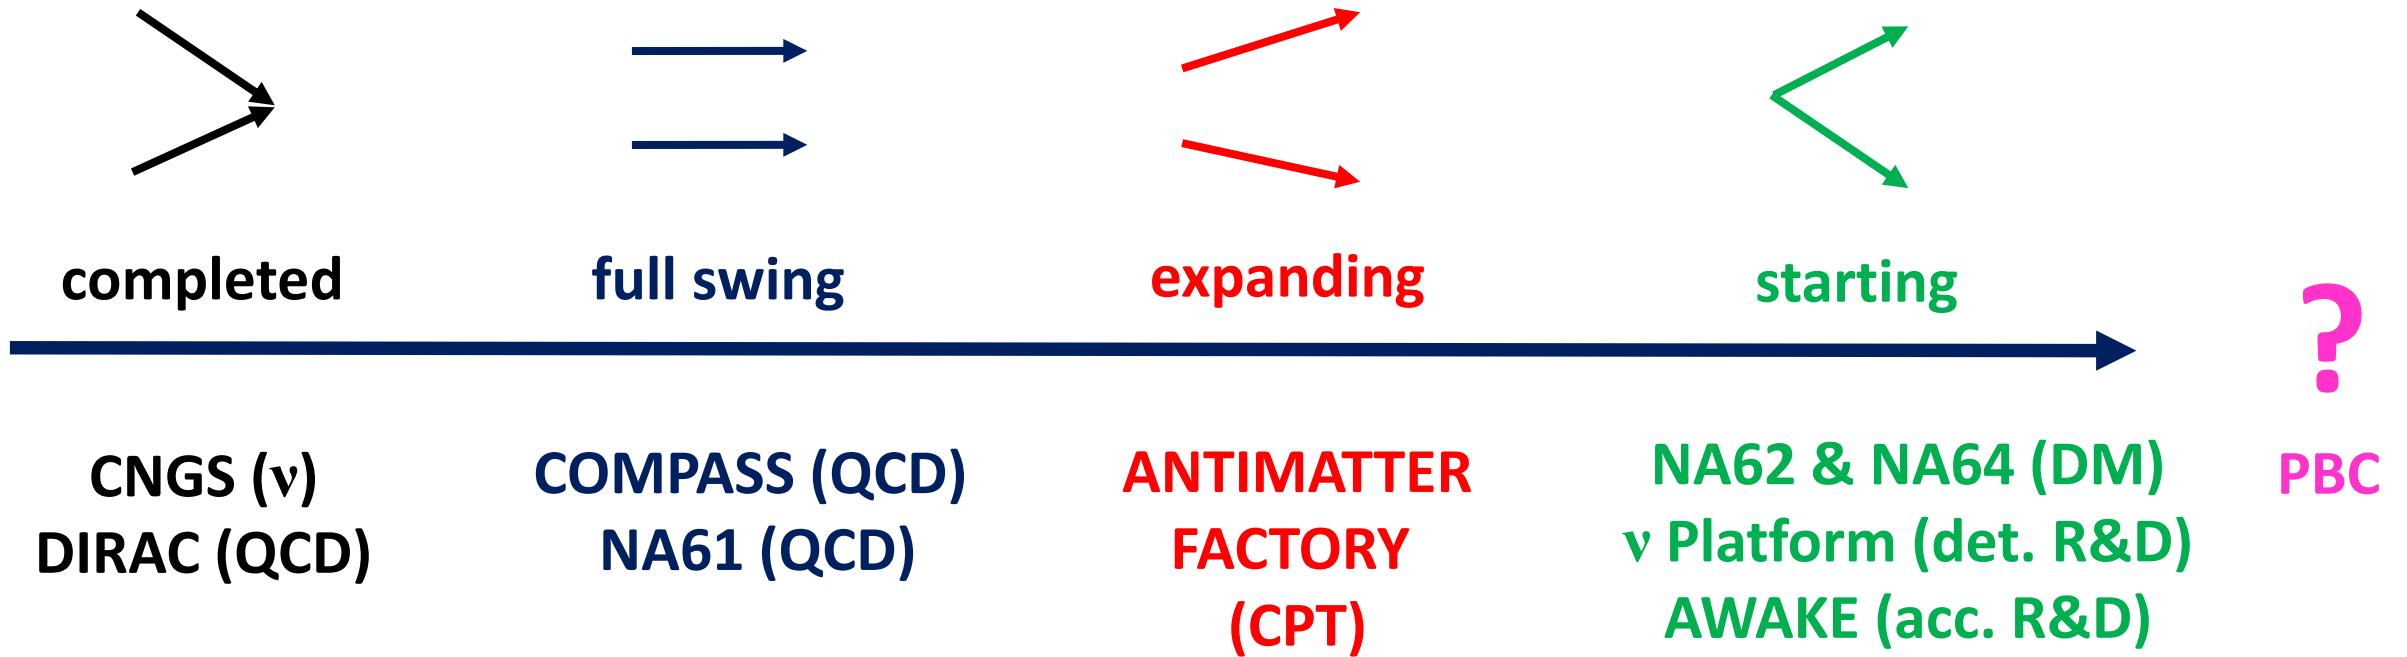 completed
full swing
expanding
starting
?
CNGS (ν)
DIRAC (QCD)
COMPASS (QCD)
NA61 (QCD)
ANTIMATTER
FACTORY
(CPT)
NA62 & NA64 (DM)
ν Platform (det. R&D)
AWAKE (acc. R&D)
PBC